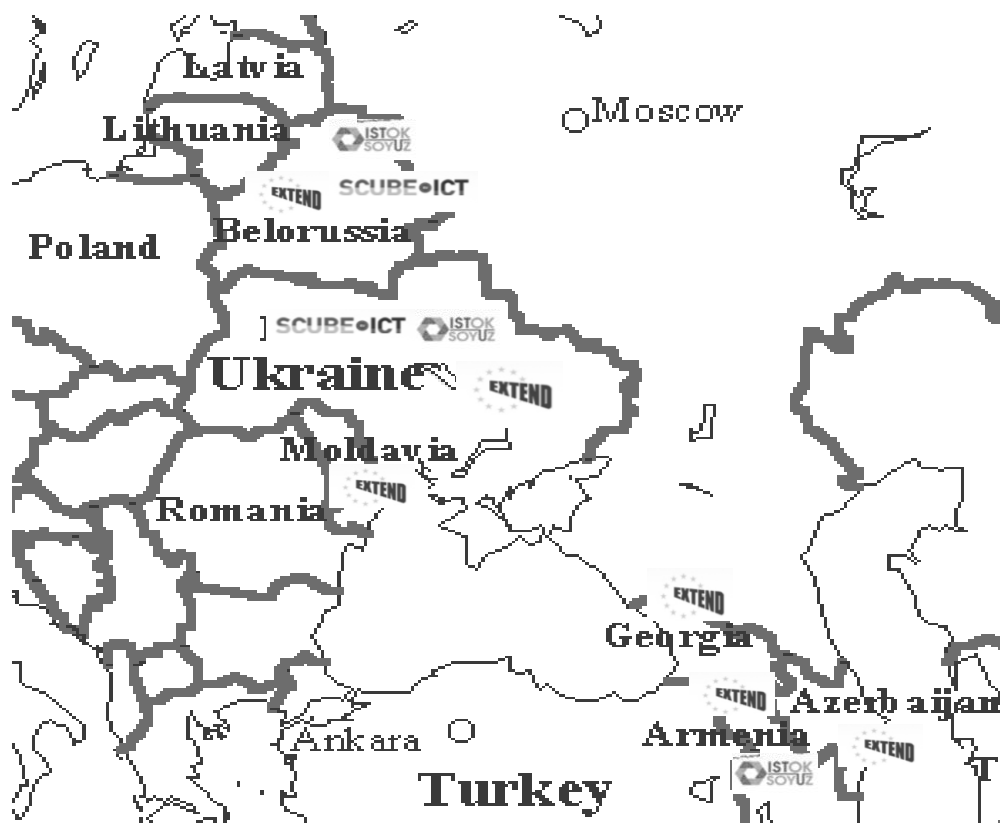 Latvia
Moscow
Lithuania
ISTOK
SOYUZ
EXTEND
SCUBE ICT
Belorussia
Poland
] SCUBE ICT
ISTOK
SOYUZ
Ukraine
EXTEND
Moldavia
EXTEND
Romania
EXTEND
Georgia
EXTEND
Azerbaijan
Armenia
Ankara
EXTEND
ISTOK
SOYUZ
T
Turkey